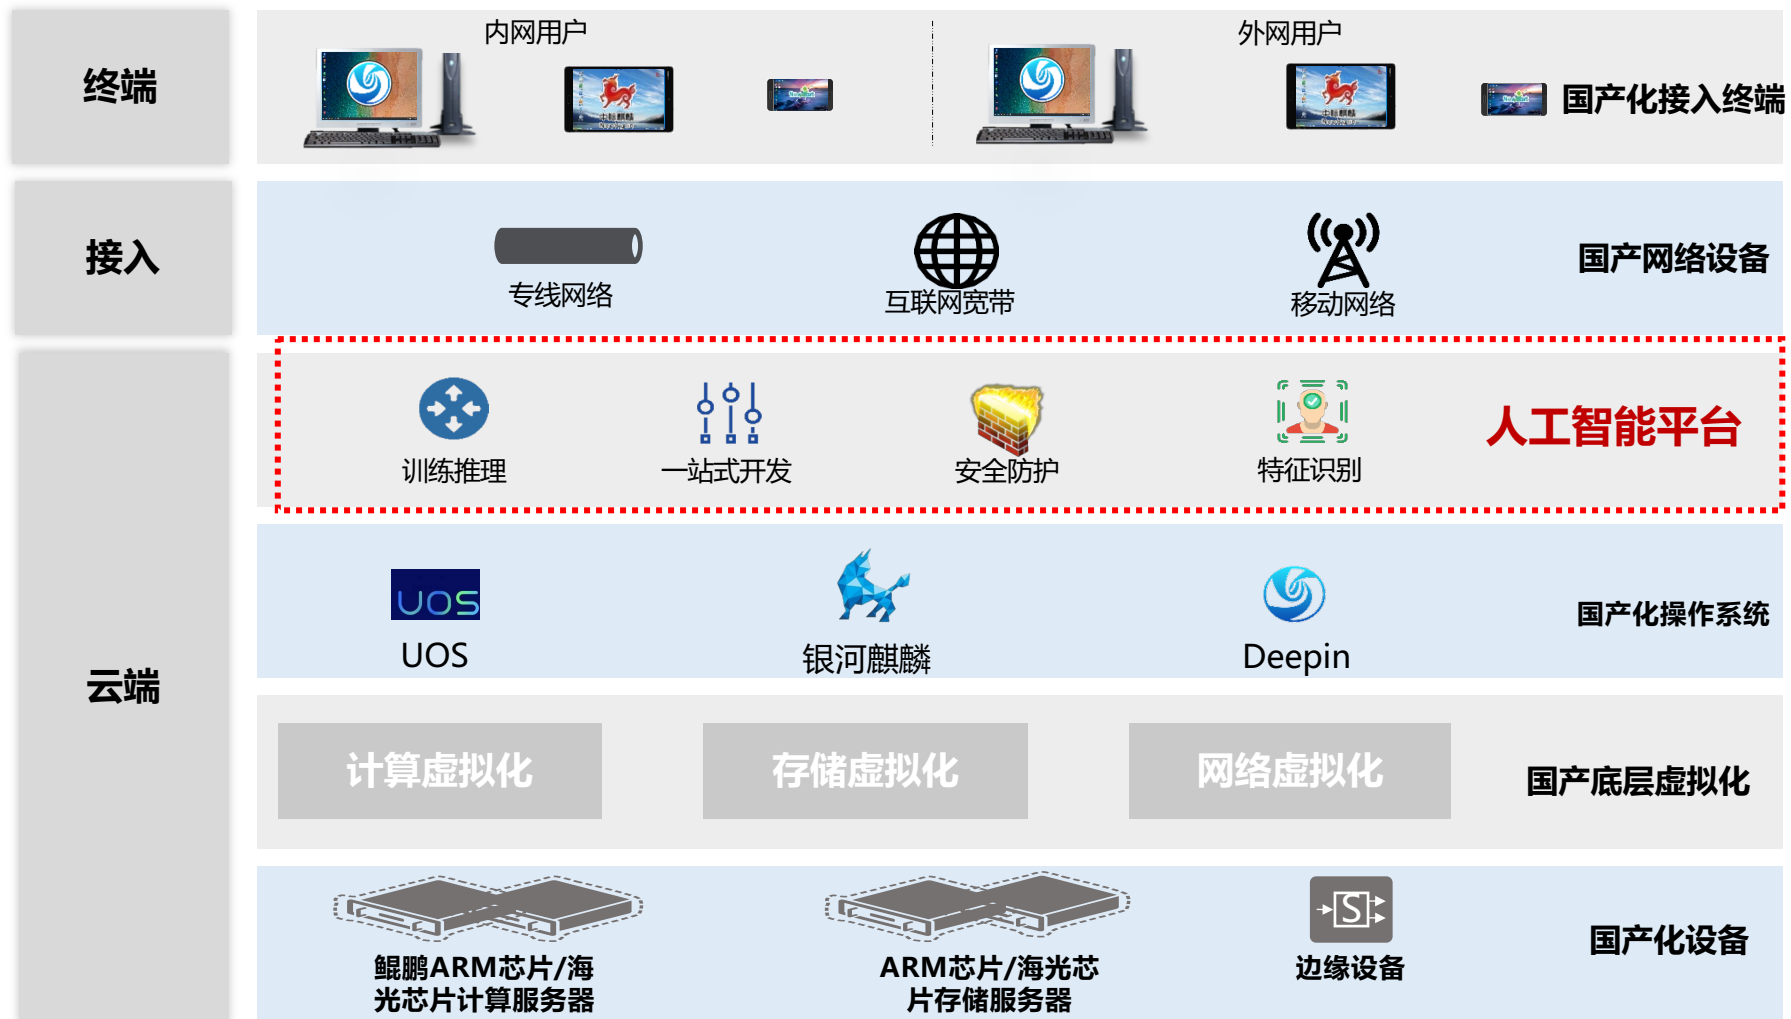 终端
内网用户
外网用户
国产化接入终端
接入
专线网络
互联网宽带
移动网络
国产网络设备
云端
训练推理
一站式开发
安全防护
特征识别
人工智能平台
UOS
UOS
银河麒麟
Deepin
国产化操作系统
计算虚拟化
存储虚拟化
网络虚拟化
国产底层虚拟化
鲲鹏ARM芯片/海
光芯片计算服务器
ARM芯片/海光芯
片存储服务器
S
边缘设备
国产化设备